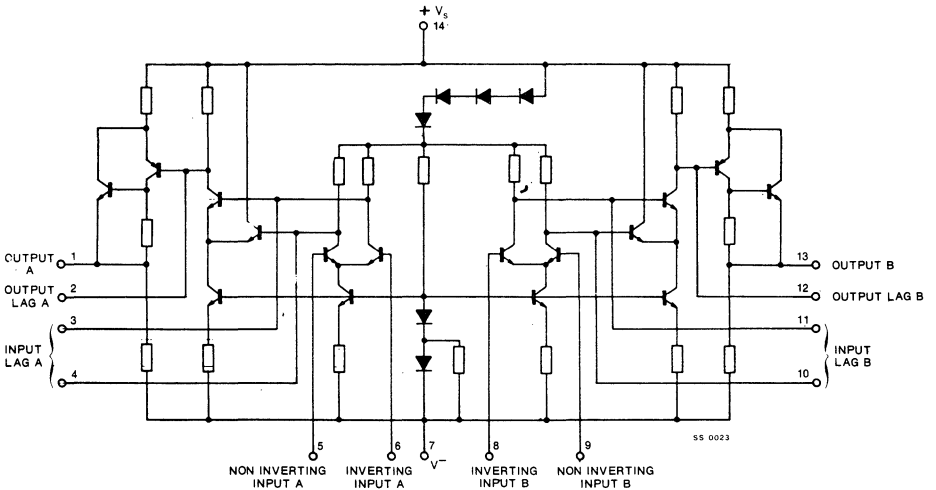 + Vs
14
1
OUTPUT A
2
OUTPUT LAG A
3
INPUT LAG A
4
13
OUTPUT B
12
OUTPUT LAG B
11
INPUT LAG B
10
SS 0023
5
NON INVERTING
INPUT A
6
INVERTING
INPUT A
7
V−
8
INVERTING
INPUT B
9
NON INVERTING
INPUT B